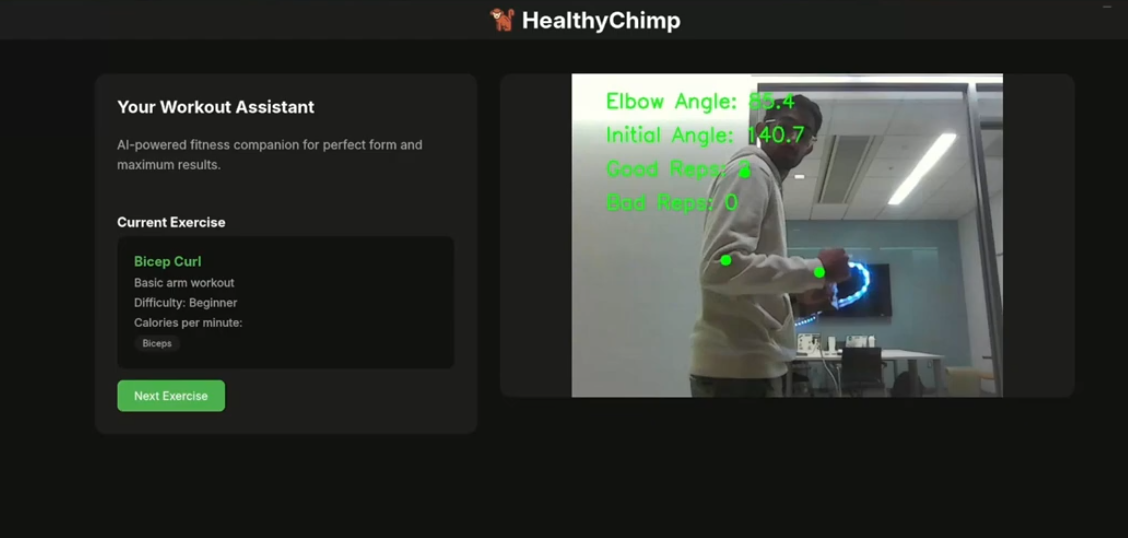 HealthyChimp
Your Workout Assistant
AI-powered fitness companion for perfect form and
maximum results.
Current Exercise
Bicep Curl
Basic arm workout
Difficulty: Beginner
Calories per minute:
Biceps
Next Exercise
Elbow Angle: 85.4
Initial Angle: 140.7
Good Reps:
Bad Reps: 0